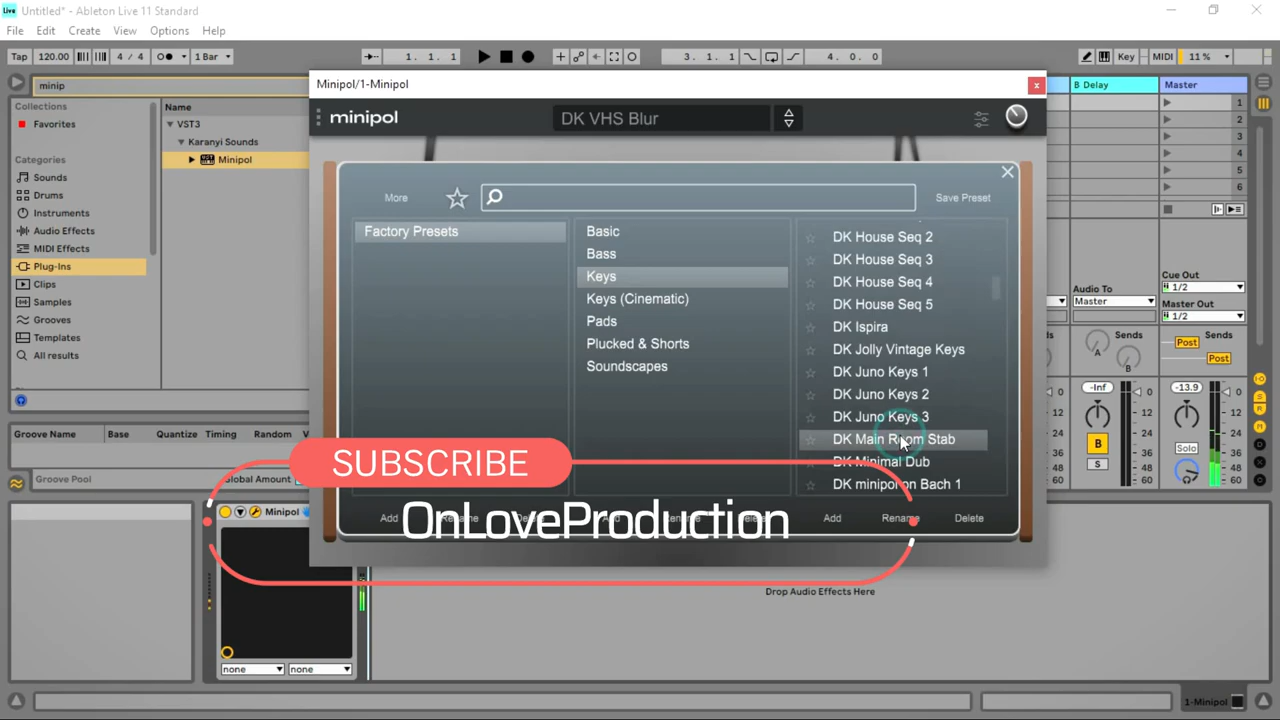 Live Untitled* - Ableton Live 11 Standard
File Edit Create View Options Help
Tap 120.00 4 / 4 1 Bar 1. 1. 1 3. 1. 1 4. 0. 0 Key MIDI 11 %
minip
Collections
Favorites
Categories
Sounds
Drums
Instruments
Audio Effects
MIDI Effects
Plug-Ins
Clips
Samples
Grooves
Templates
All results
Name
VST3
Karanyi Sounds
Minipol
Minipol/1-Minipol
minipol DK VHS Blur
More Save Preset
Factory Presets
Basic
Bass
Keys
Keys (Cinematic)
Pads
Plucked & Shorts
Soundscapes
DK House Seq 2
DK House Seq 3
DK House Seq 4
DK House Seq 5
DK Ispira
DK Jolly Vintage Keys
DK Juno Keys 1
DK Juno Keys 2
DK Juno Keys 3
DK Main Room Stab
DK Minimal Dub
DK minipol on Bach 1
Add Rename Delete
B Delay Master
1
2
3
4
5
6
Cue Out
1/2
Audio To
Master
Master Out
1/2
Sends Sends
A B
Post
Post
-Inf -13.9
B Solo
S
Groove Name Base Quantize Timing Random
Groove Pool Global Amount
SUBSCRIBE
OnLoveProduction
Minipol
none none
Drop Audio Effects Here
1-Minipol